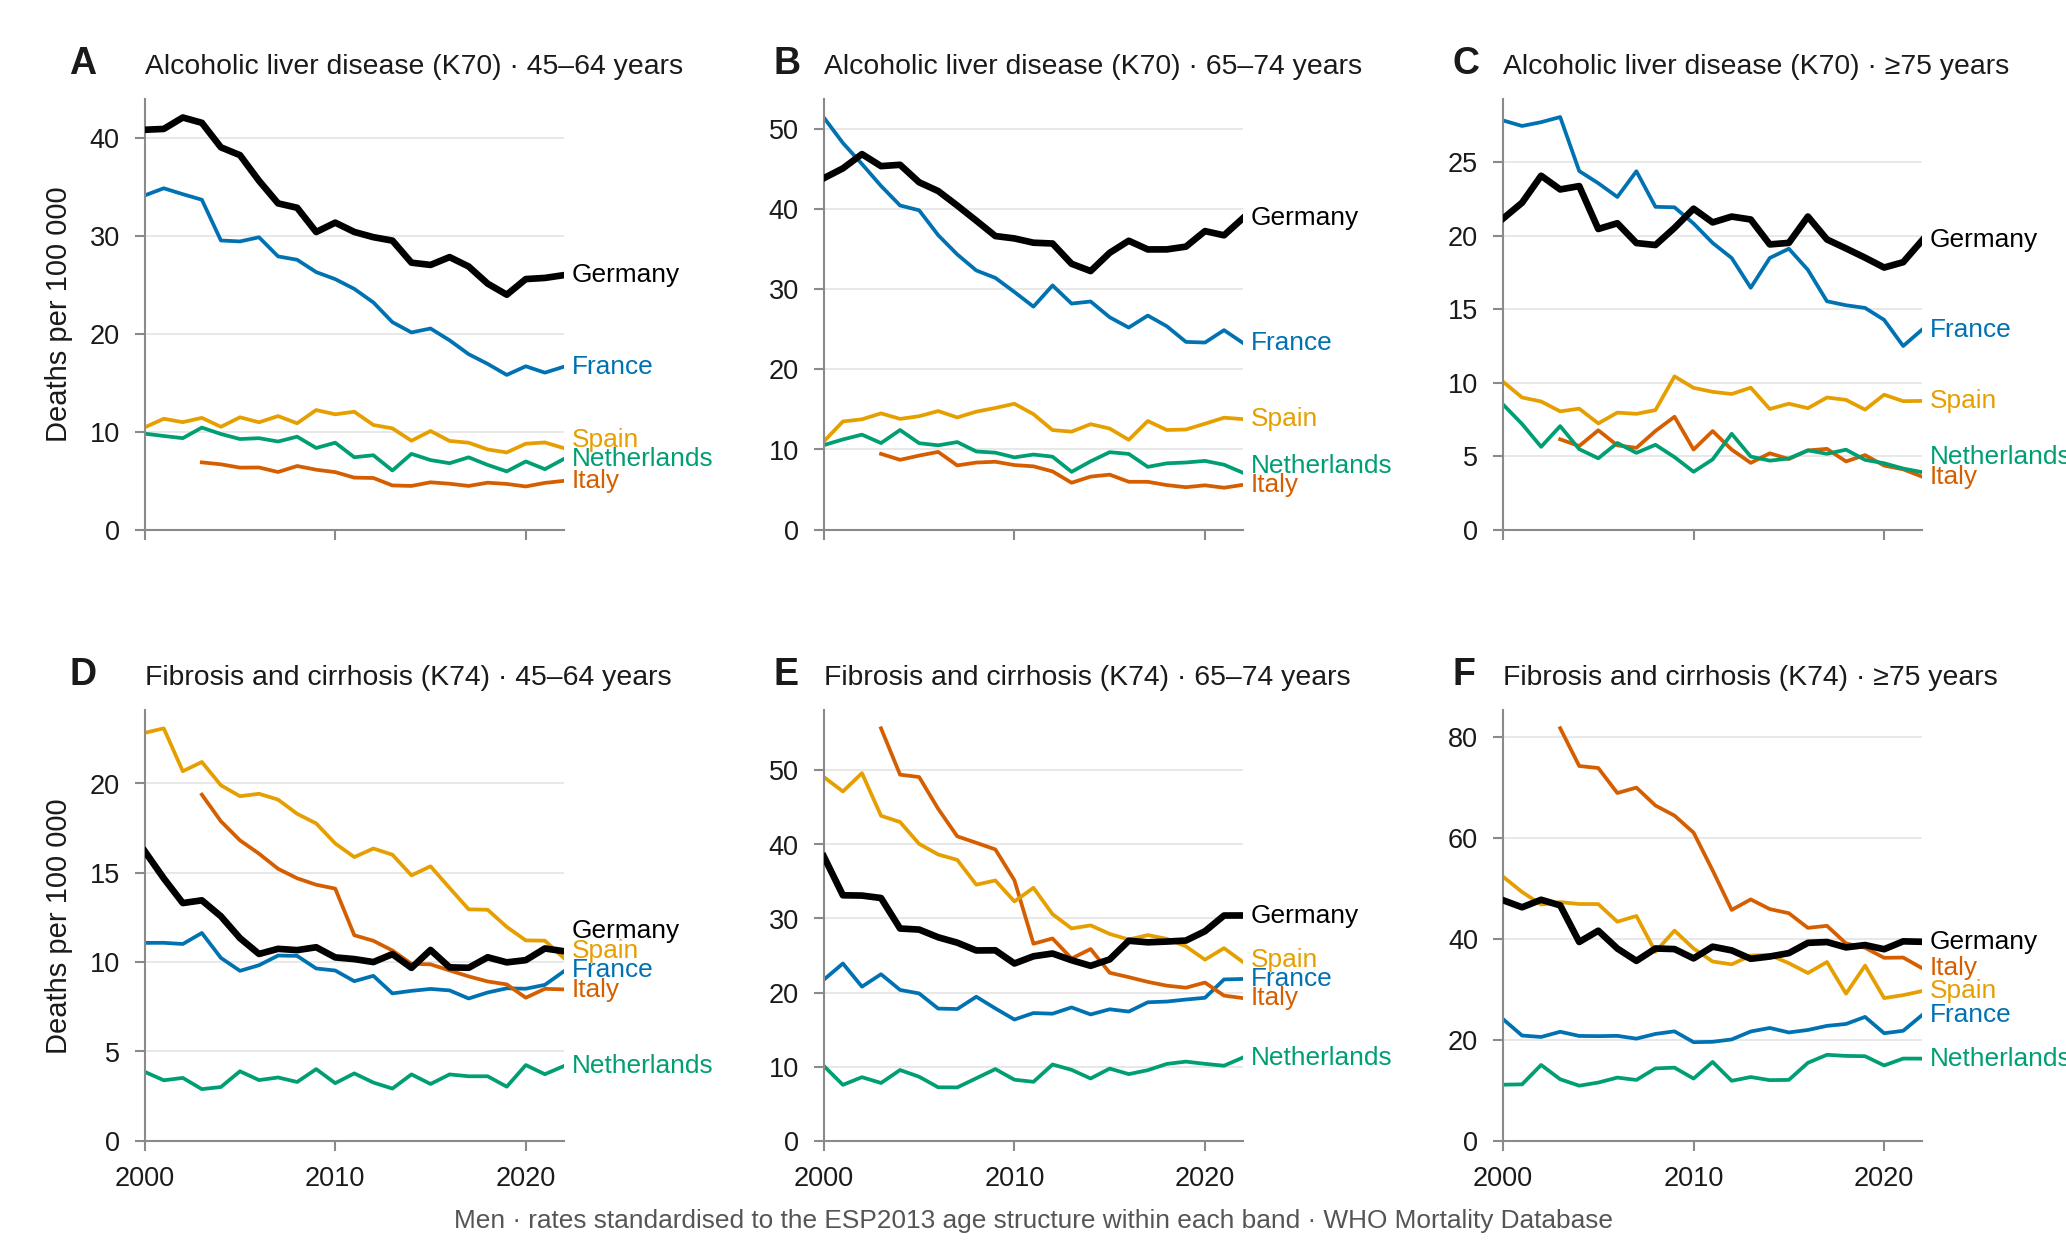 A Alcoholic liver disease (K70) · 45–64 years
Deaths per 100 000
40
30
20
10
0
Germany
France
Spain
Netherlands
Italy
B Alcoholic liver disease (K70) · 65–74 years
50
40
30
20
10
0
Germany
France
Spain
Netherlands
Italy
C Alcoholic liver disease (K70) · ≥75 years
25
20
15
10
5
0
Germany
France
Spain
Netherlands
Italy
D Fibrosis and cirrhosis (K74) · 45–64 years
Deaths per 100 000
20
15
10
5
0
2000 2010 2020
Germany
Spain
France
Italy
Netherlands
E Fibrosis and cirrhosis (K74) · 65–74 years
50
40
30
20
10
0
2000 2010 2020
Germany
Spain
France
Italy
Netherlands
F Fibrosis and cirrhosis (K74) · ≥75 years
80
60
40
20
0
2000 2010 2020
Germany
Italy
Spain
France
Netherlands
Men · rates standardised to the ESP2013 age structure within each band · WHO Mortality Database